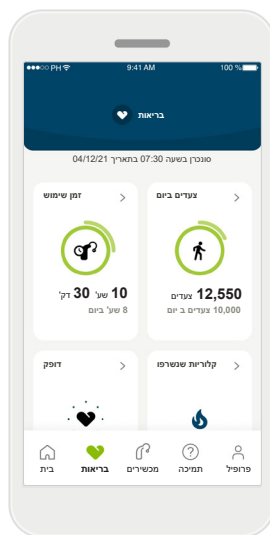 PH 9:41 AM 100 %
בריאות
סונכרן בשעה 07:30 בתאריך 04/12/21
צעדים ביום
12,550 צעדים
10,000 צעדים ב יום
זמן שימוש
10 שע' 30 דק'
8 שע' ביום
קלוריות שנשרפו
דופק
פרופיל
תמיכה
מכשירים
בריאות
בית